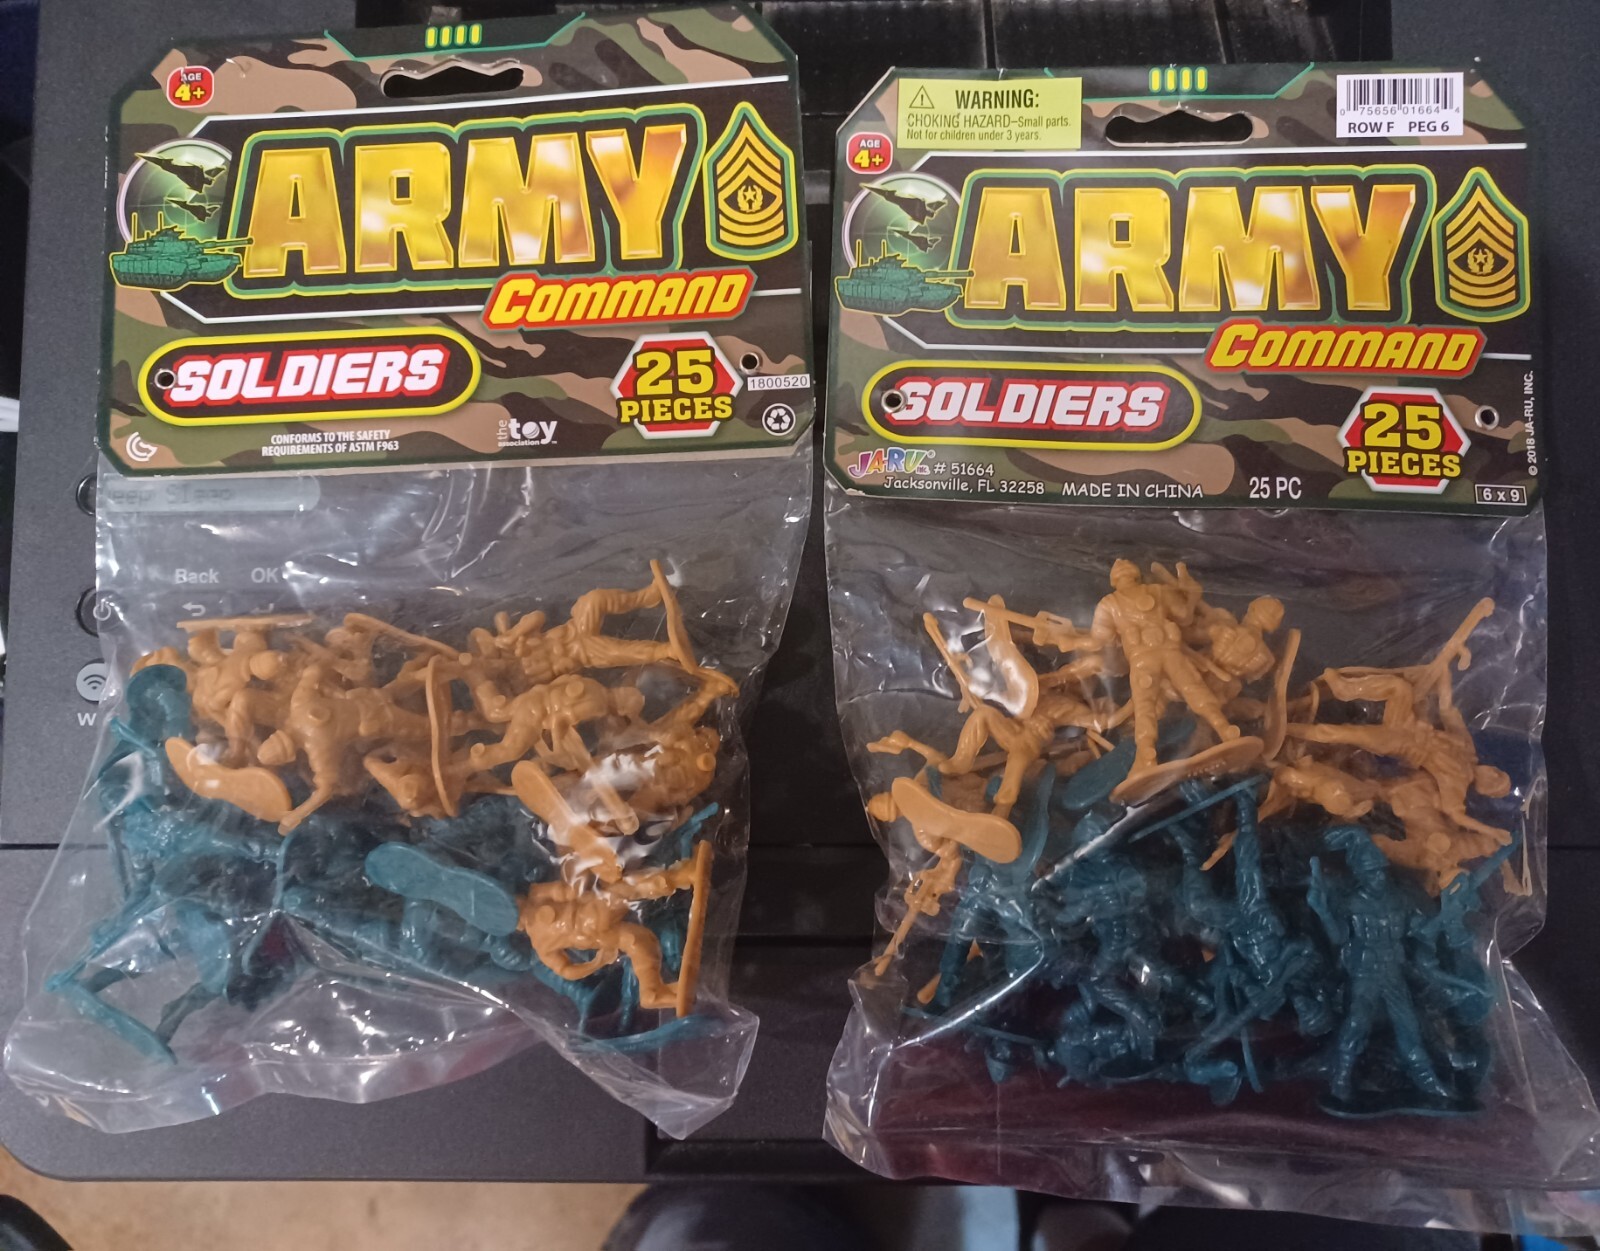 AGE
4+
ARMY
COMMAND
SOLDIERS
25
PIECES
1800520
CONFORMS TO THE SAFETY
REQUIREMENTS OF ASTM F963
the toy
association
eep Sleep
Back OK
W
WARNING:
CHOKING HAZARD–Small parts.
Not for children under 3 years.
0 75656 01664 4
ROW F PEG 6
AGE
4+
ARMY
COMMAND
SOLDIERS
25
PIECES
© 2018 JA-RU, INC.
JA-RU INC. # 51664
Jacksonville, FL 32258 MADE IN CHINA 25 PC
6 x 9